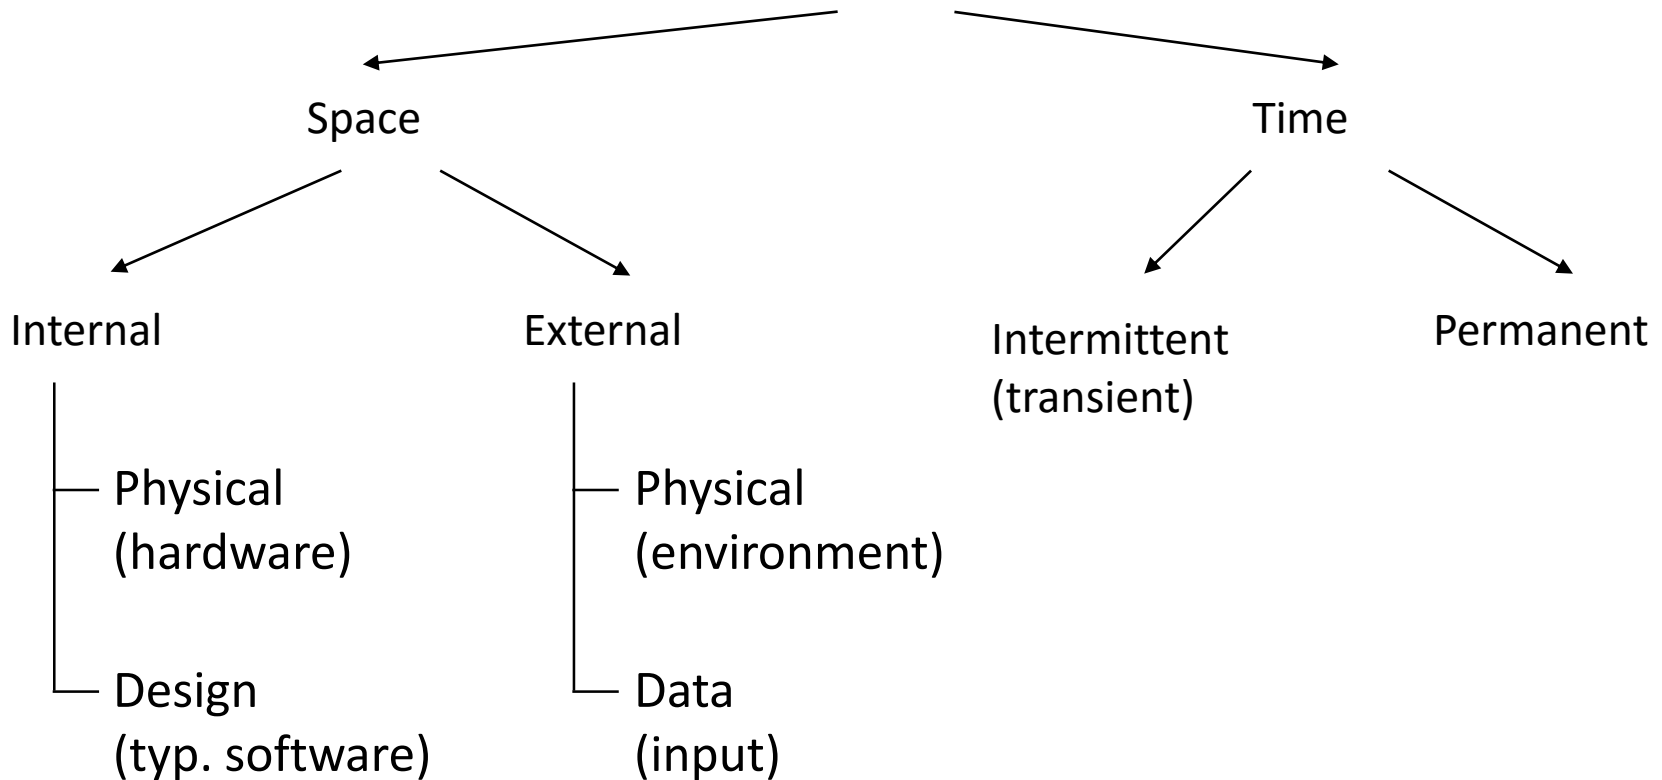 Space
Time
Internal
External
Intermittent
(transient)
Permanent
Physical
(hardware)
Physical
(environment)
Design
(typ. software)
Data
(input)